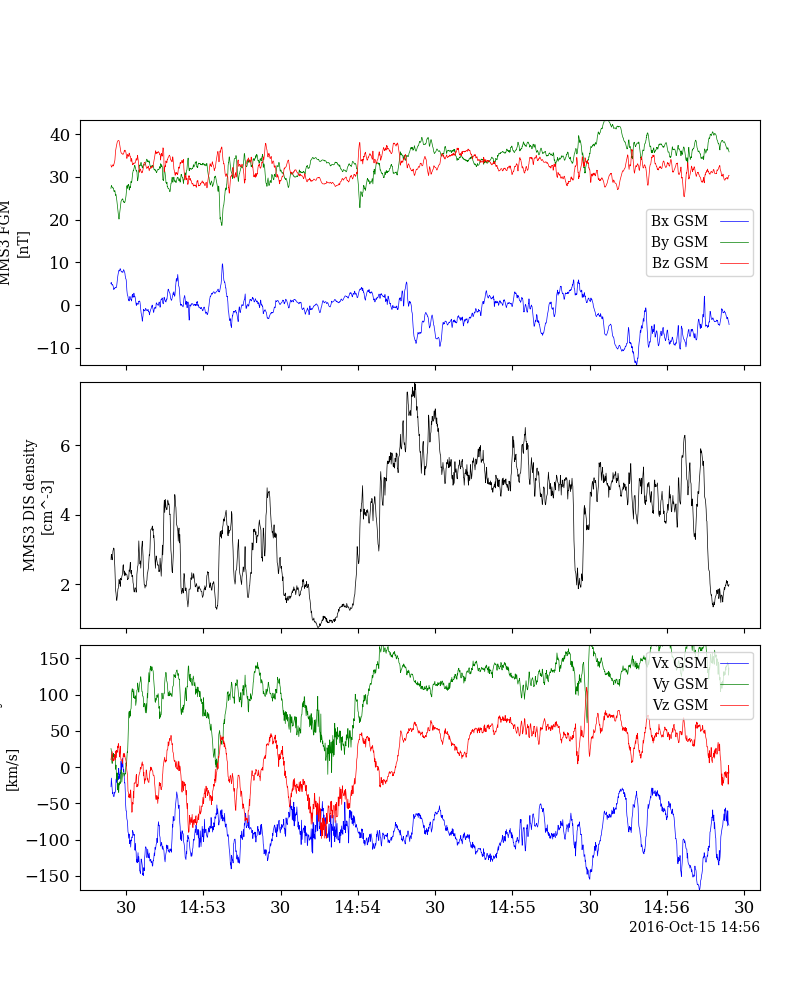 MMS3 FGM
[nT]
40
30
20
10
0
−10
Bx GSM
By GSM
Bz GSM
MMS3 DIS density
[cm^-3]
6
4
2
[km/s]
150
100
50
0
−50
−100
−150
Vx GSM
Vy GSM
Vz GSM
30 14:53 30 14:54 30 14:55 30 14:56 30
2016-Oct-15 14:56